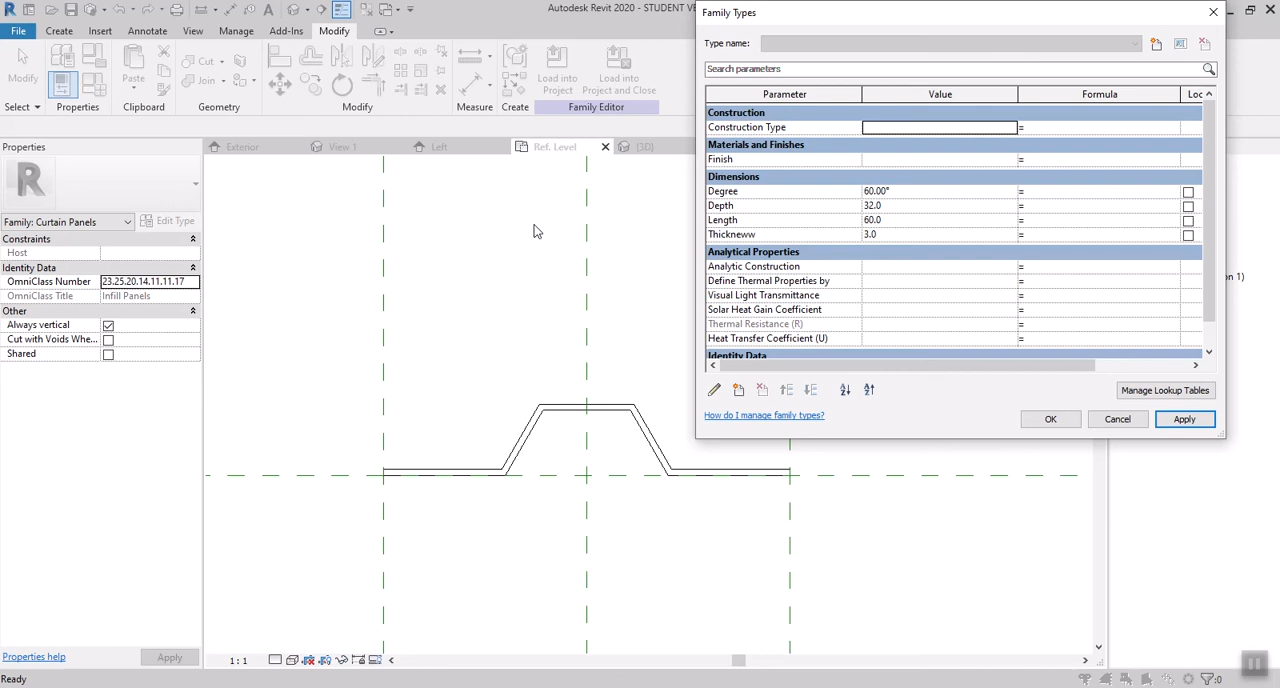 Autodesk Revit 2020 - STUDENT VE
File Create Insert Annotate View Manage Add-Ins Modify
Modify
Paste
Cut
Join
Load into Project
Load into Project and Close
Select Properties Clipboard Geometry Modify Measure Create Family Editor
Properties
Family: Curtain Panels
Edit Type
Constraints
Host
Identity Data
OmniClass Number 23.25.20.14.11.11.17
OmniClass Title Infill Panels
Other
Always vertical
Cut with Voids Whe...
Shared
Properties help
Apply
Ready
Exterior View 1 Left Ref. Level {3D}
1 : 1
Family Types
Type name:
Search parameters
Parameter Value Formula Loc
Construction
Construction Type =
Materials and Finishes
Finish =
Dimensions
Degree 60.00° =
Depth 32.0 =
Length 60.0 =
Thickneww 3.0 =
Analytical Properties
Analytic Construction =
Define Thermal Properties by =
Visual Light Transmittance =
Solar Heat Gain Coefficient =
Thermal Resistance (R) =
Heat Transfer Coefficient (U) =
Identity Data
Manage Lookup Tables
How do I manage family types?
OK Cancel Apply
on 1)
:0